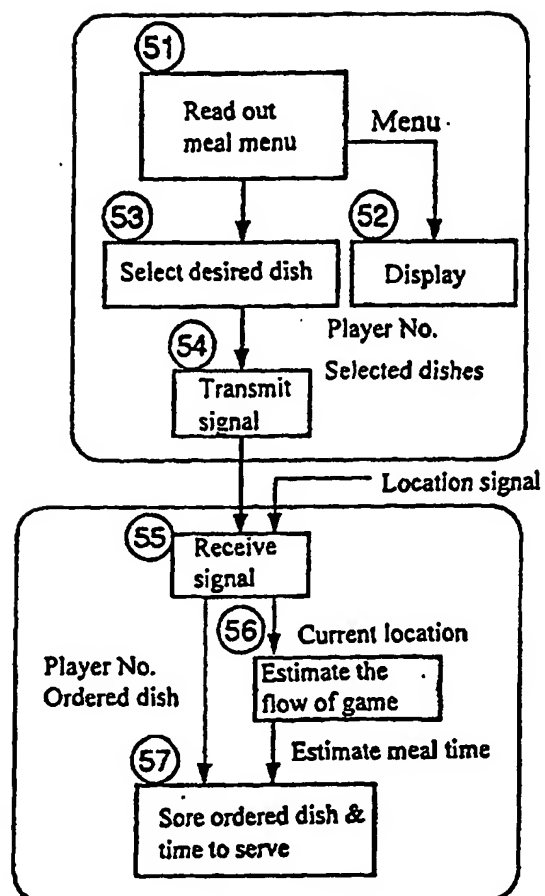 51
Read out
meal menu
Menu
53
52
Select desired dish
Display
54
Player No.
Selected dishes
Transmit
signal
Location signal
55
Receive
signal
56
Current location
Player No.
Ordered dish
Estimate the
flow of game
Estimate meal time
57
Sore ordered dish &
time to serve